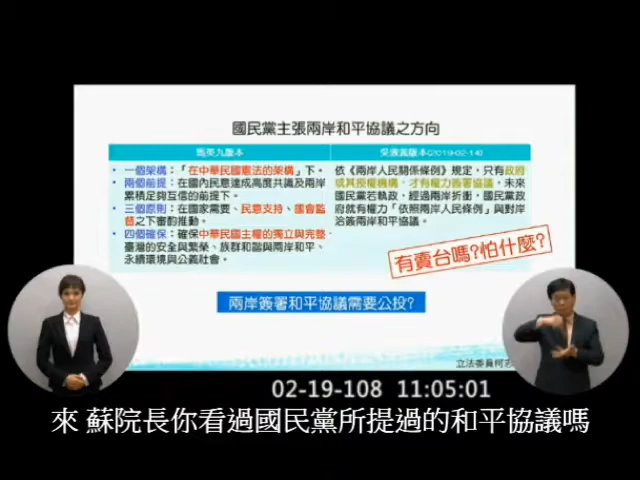 國民黨主張兩岸和平協議之方向
馬英九版本
吳敦義版本(2019-02-14)
• 一個架構：「在中華民國憲法的架構」下。
• 兩個前提：在國內民意達成高度共識及兩岸
累積足夠互信的前提下。
• 三個原則：在國家需要、民意支持、國會監
督之下審酌推動。
• 四個確保：確保中華民國主權的獨立與完整、
臺灣的安全與繁榮、族群和諧與兩岸和平、
永續環境與公義社會。
依《兩岸人民關係條例》規定，只有政府
或其授權機構，才有權力簽署協議，未來
國民黨若執政，經過兩岸折衝，國民黨政
府就有權力「依照兩岸人民條例」與對岸
洽簽兩岸和平協議。
有賣台嗎?怕什麼?
兩岸簽署和平協議需要公投?
立法委員柯志
02-19-108 11:05:01
來 蘇院長你看過國民黨所提過的和平協議嗎